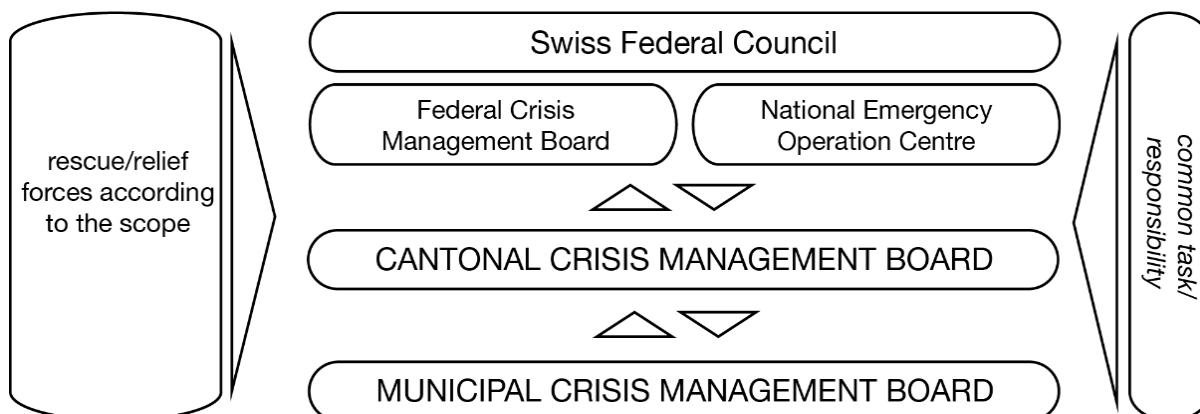 Swiss Federal Council
Federal Crisis
Management Board
National Emergency
Operation Centre
rescue/relief
forces according
to the scope
common task/
responsibility
CANTONAL CRISIS MANAGEMENT BOARD
MUNICIPAL CRISIS MANAGEMENT BOARD